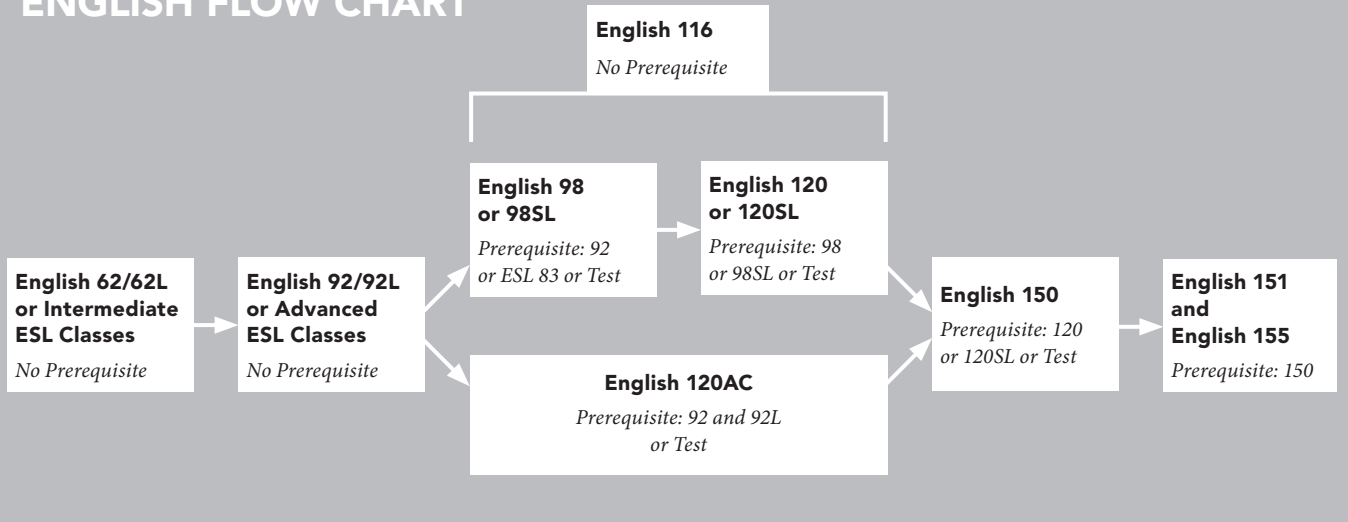 ENGLISH FLOW CHART
English 116
No Prerequisite
English 62/62L
or Intermediate
ESL Classes
No Prerequisite
English 92/92L
or Advanced
ESL Classes
No Prerequisite
English 98
or 98SL
Prerequisite: 92
or ESL 83 or Test
English 120
or 120SL
Prerequisite: 98
or 98SL or Test
English 120AC
Prerequisite: 92 and 92L
or Test
English 150
Prerequisite: 120
or 120SL or Test
English 151
and
English 155
Prerequisite: 150